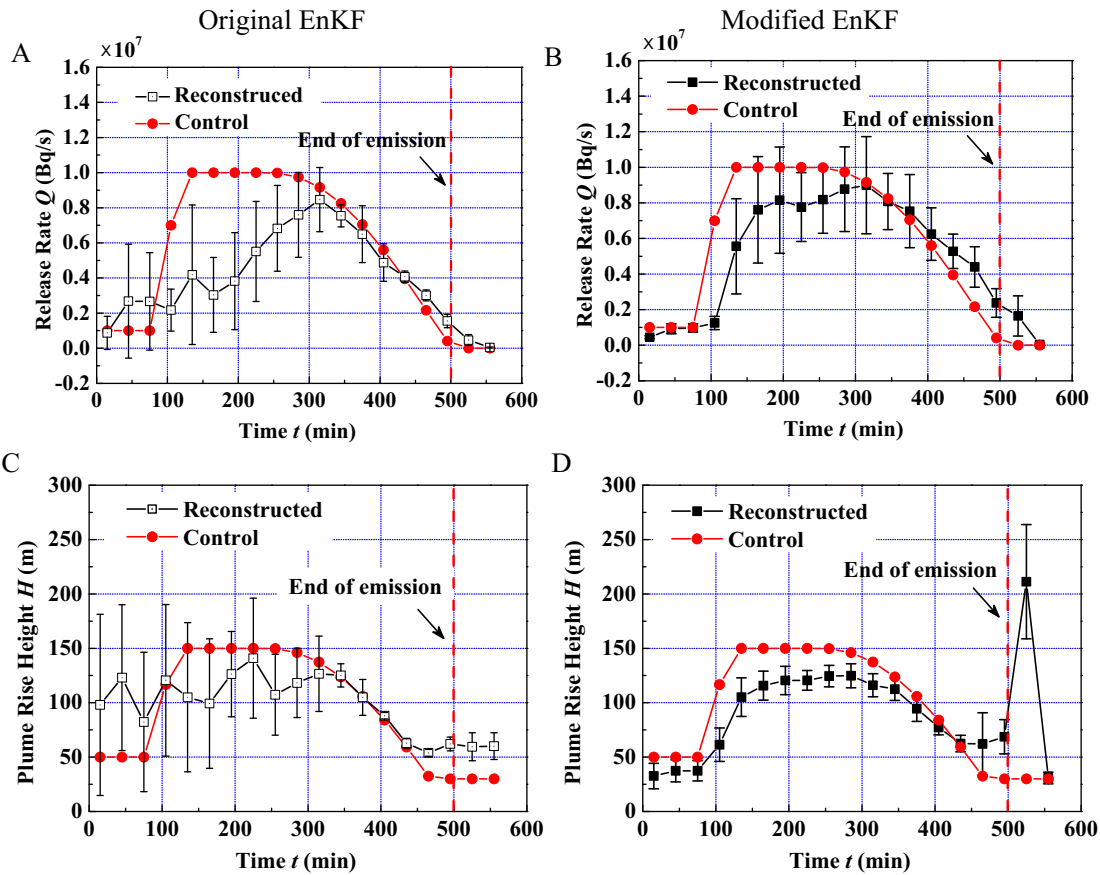 Original EnKF
Modified EnKF
A
×10⁷
1.6
1.4
1.2
1.0
0.8
0.6
0.4
0.2
0.0
-0.2
Release Rate Q (Bq/s)
Reconstruced
Control
End of emission
0 100 200 300 400 500 600
Time t (min)
B
×10⁷
1.6
1.4
1.2
1.0
0.8
0.6
0.4
0.2
0.0
-0.2
Release Rate Q (Bq/s)
Reconstructed
Control
End of emission
0 100 200 300 400 500 600
Time t (min)
C
300
250
200
150
100
50
0
Plume Rise Height H (m)
Reconstructed
Control
End of emission
0 100 200 300 400 500 600
Time t (min)
D
300
250
200
150
100
50
0
Plume Rise Height H (m)
Reconstructed
Control
End of emission
0 100 200 300 400 500 600
Time t (min)